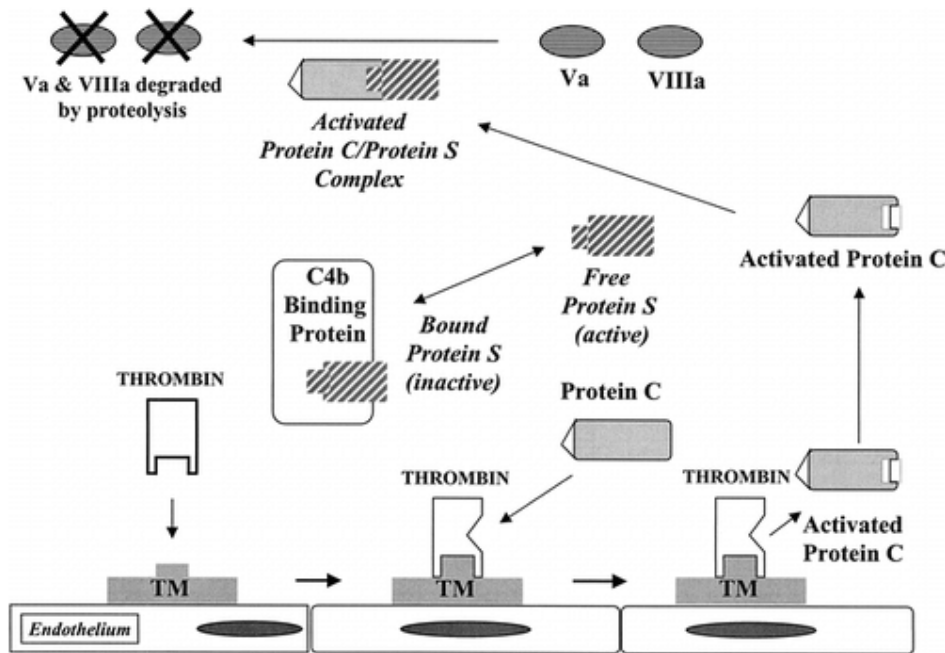 Va & VIIIa degraded
by proteolysis
Va
VIIIa
Activated
Protein C/Protein S
Complex
Activated Protein C
C4b
Binding
Protein
Bound
Protein S
(inactive)
Free
Protein S
(active)
THROMBIN
Protein C
THROMBIN
THROMBIN
Activated
Protein C
TM
TM
TM
Endothelium